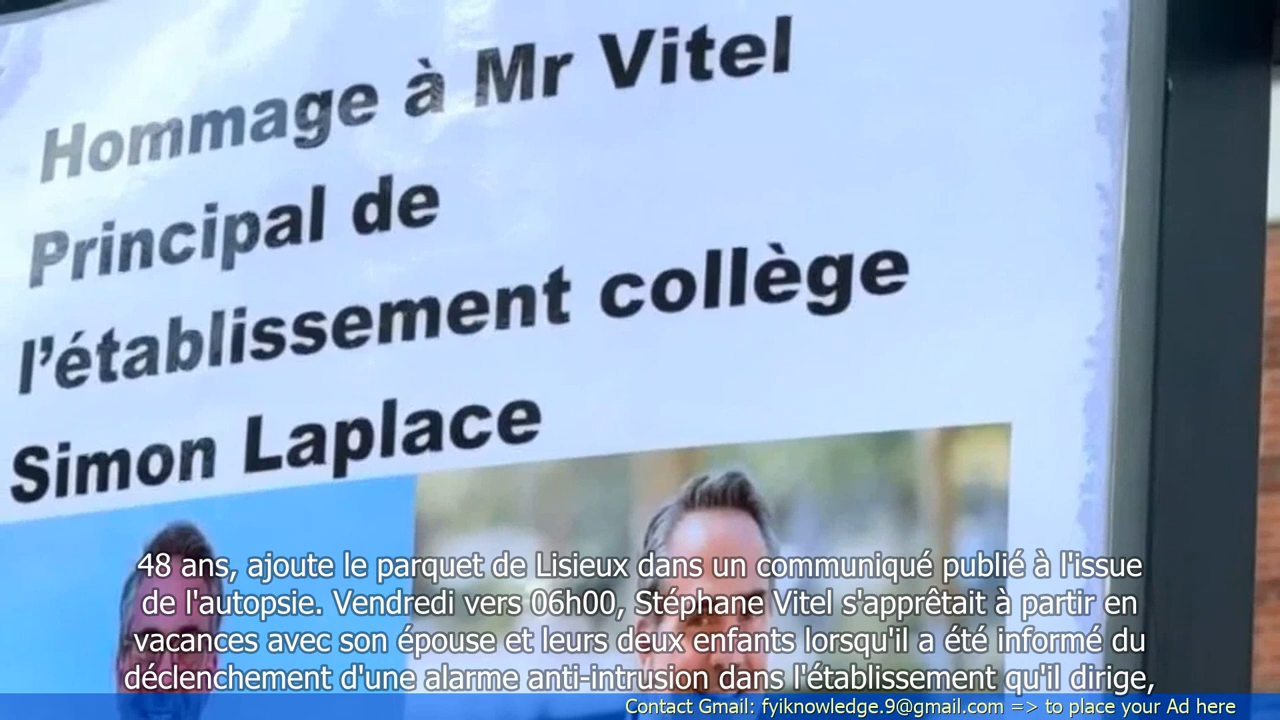 Hommage à Mr Vitel
Principal de
l’établissement collège
Simon Laplace
48 ans, ajoute le parquet de Lisieux dans un communiqué publié à l'issue
de l'autopsie. Vendredi vers 06h00, Stéphane Vitel s'apprêtait à partir en
vacances avec son épouse et leurs deux enfants lorsqu'il a été informé du
déclenchement d'une alarme anti-intrusion dans l'établissement qu'il dirige,
Contact Gmail: fyiknowledge.9@gmail.com => to place your Ad here